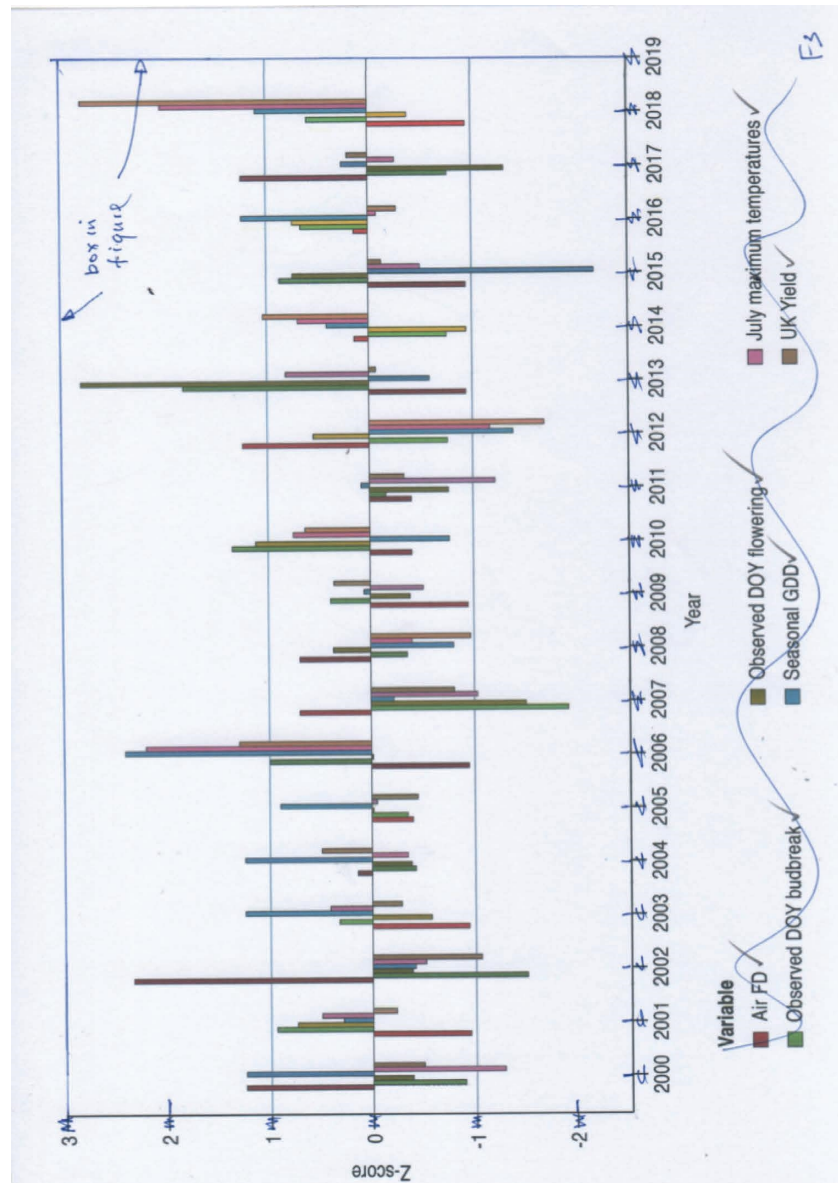 box in
figure
F3
3
2
1
0
-1
-2
Z-score
2000
2001
2002
2003
2004
2005
2006
2007
2008
2009
2010
2011
2012
2013
2014
2015
2016
2017
2018
2019
Year
Variable
Air FD
Observed DOY flowering
July maximum temperatures
Observed DOY budbreak
Seasonal GDD
UK Yield